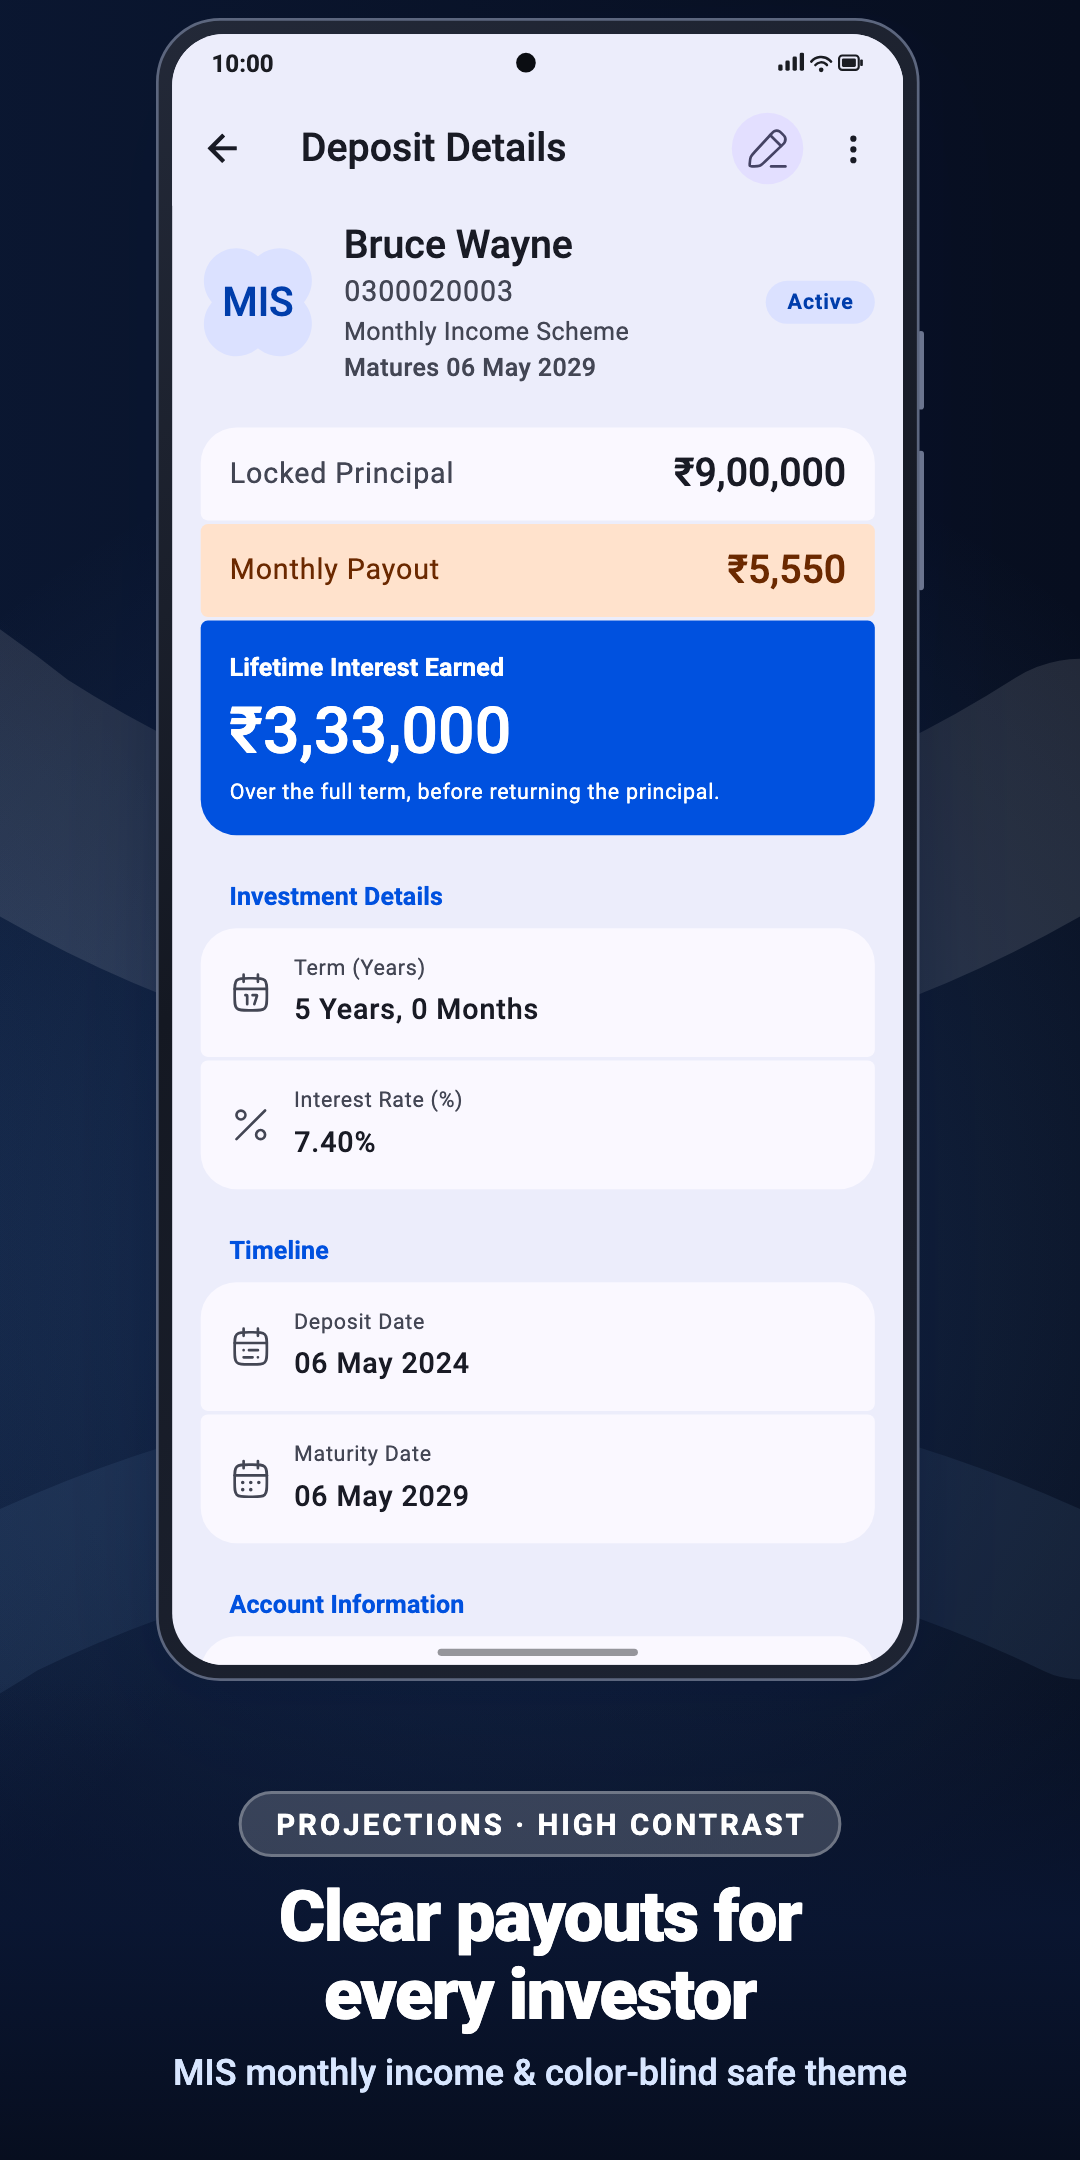 10:00
Deposit Details
MIS
Bruce Wayne
0300020003
Monthly Income Scheme
Matures 06 May 2029
Active
Locked Principal ₹9,00,000
Monthly Payout ₹5,550
Lifetime Interest Earned
₹3,33,000
Over the full term, before returning the principal.
Investment Details
17
Term (Years)
5 Years, 0 Months
Interest Rate (%)
7.40%
Timeline
Deposit Date
06 May 2024
Maturity Date
06 May 2029
Account Information
PROJECTIONS · HIGH CONTRAST
Clear payouts for
every investor
MIS monthly income & color-blind safe theme